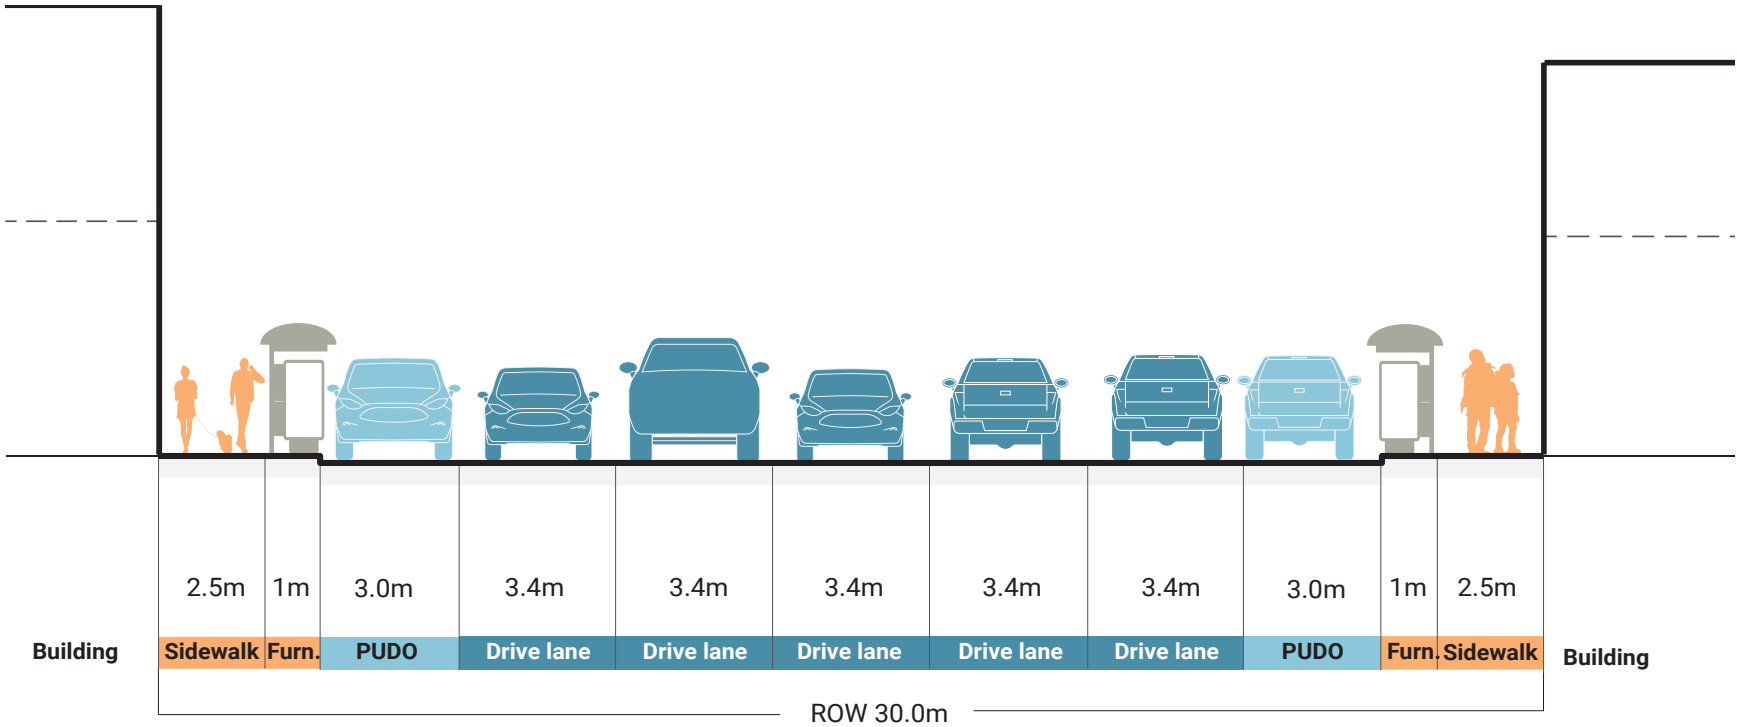 2.5m 1m 3.0m 3.4m 3.4m 3.4m 3.4m 3.4m 3.0m 1m 2.5m
Building Sidewalk Furn. PUDO Drive lane Drive lane Drive lane Drive lane Drive lane PUDO Furn. Sidewalk Building
ROW 30.0m